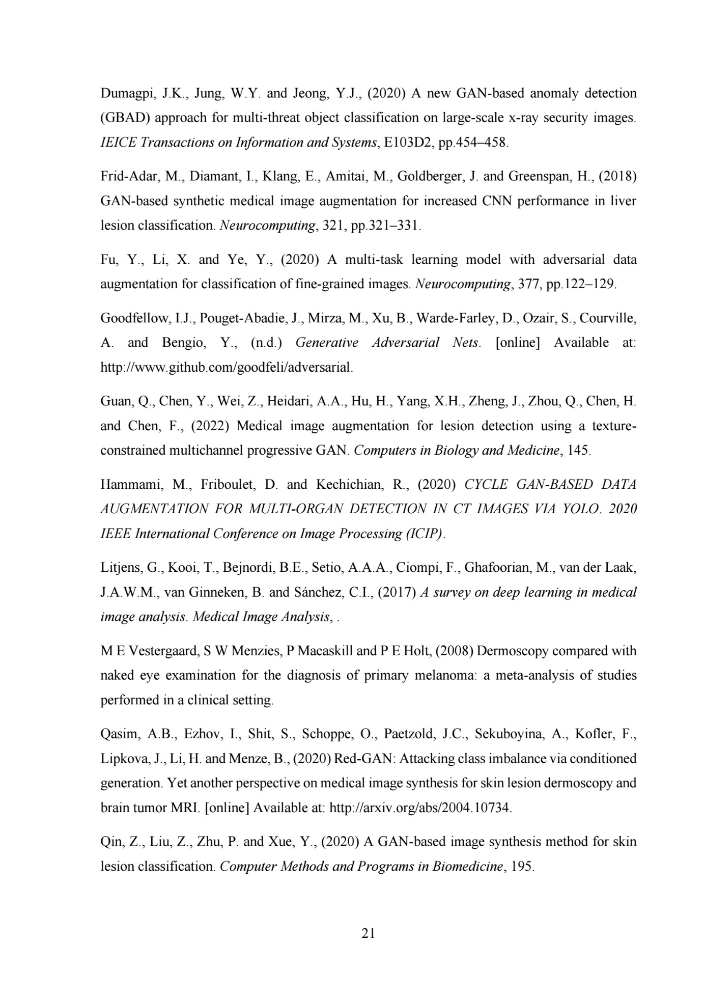 Dumagpi, J.K., Jung, W.Y. and Jeong, Y.J., (2020) A new GAN-based anomaly detection
(GBAD) approach for multi-threat object classification on large-scale x-ray security images.
IEICE Transactions on Information and Systems, E103D2, pp.454–458.
Frid-Adar, M., Diamant, I., Klang, E., Amitai, M., Goldberger, J. and Greenspan, H., (2018)
GAN-based synthetic medical image augmentation for increased CNN performance in liver
lesion classification. Neurocomputing, 321, pp.321–331.
Fu, Y., Li, X. and Ye, Y., (2020) A multi-task learning model with adversarial data
augmentation for classification of fine-grained images. Neurocomputing, 377, pp.122–129.
Goodfellow, I.J., Pouget-Abadie, J., Mirza, M., Xu, B., Warde-Farley, D., Ozair, S., Courville,
A. and Bengio, Y., (n.d.) Generative Adversarial Nets. [online] Available at:
http://www.github.com/goodfeli/adversarial.
Guan, Q., Chen, Y., Wei, Z., Heidari, A.A., Hu, H., Yang, X.H., Zheng, J., Zhou, Q., Chen, H.
and Chen, F., (2022) Medical image augmentation for lesion detection using a texture-
constrained multichannel progressive GAN. Computers in Biology and Medicine, 145.
Hammami, M., Friboulet, D. and Kechichian, R., (2020) CYCLE GAN-BASED DATA
AUGMENTATION FOR MULTI-ORGAN DETECTION IN CT IMAGES VIA YOLO. 2020
IEEE International Conference on Image Processing (ICIP).
Litjens, G., Kooi, T., Bejnordi, B.E., Setio, A.A.A., Ciompi, F., Ghafoorian, M., van der Laak,
J.A.W.M., van Ginneken, B. and Sánchez, C.I., (2017) A survey on deep learning in medical
image analysis. Medical Image Analysis, .
M E Vestergaard, S W Menzies, P Macaskill and P E Holt, (2008) Dermoscopy compared with
naked eye examination for the diagnosis of primary melanoma: a meta-analysis of studies
performed in a clinical setting.
Qasim, A.B., Ezhov, I., Shit, S., Schoppe, O., Paetzold, J.C., Sekuboyina, A., Kofler, F.,
Lipkova, J., Li, H. and Menze, B., (2020) Red-GAN: Attacking class imbalance via conditioned
generation. Yet another perspective on medical image synthesis for skin lesion dermoscopy and
brain tumor MRI. [online] Available at: http://arxiv.org/abs/2004.10734.
Qin, Z., Liu, Z., Zhu, P. and Xue, Y., (2020) A GAN-based image synthesis method for skin
lesion classification. Computer Methods and Programs in Biomedicine, 195.
21